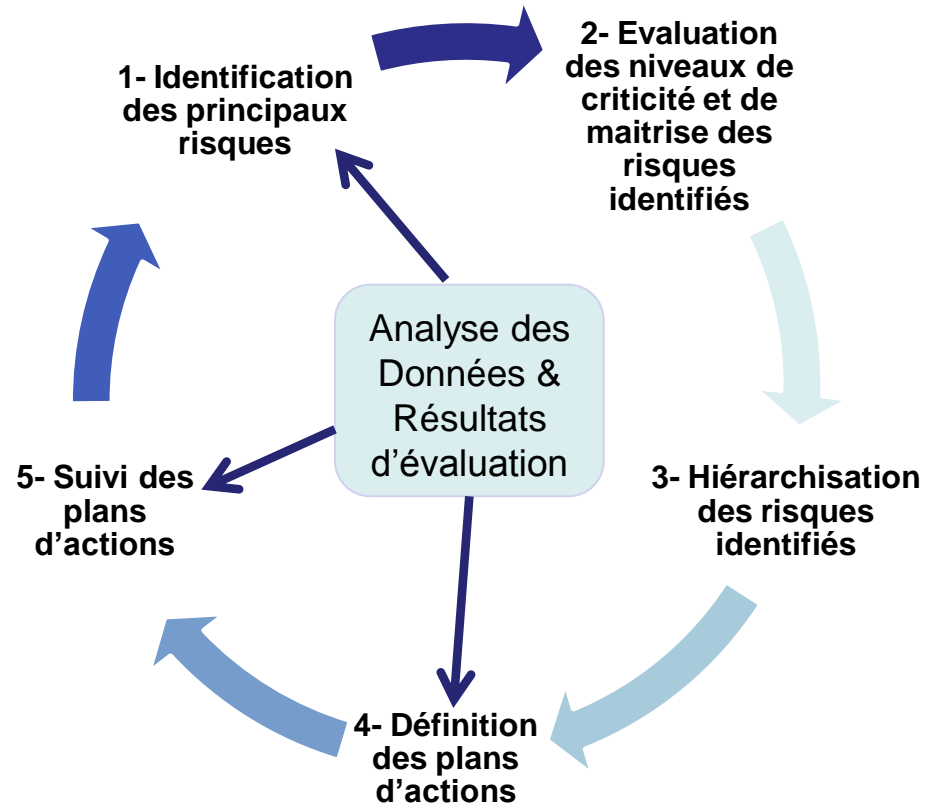 1- Identification
des principaux
risques
2- Evaluation
des niveaux de
criticité et de
maitrise des
risques
identifiés
Analyse des
Données &
Résultats
d’évaluation
3- Hiérarchisation
des risques
identifiés
4- Définition
des plans
d’actions
5- Suivi des
plans
d’actions